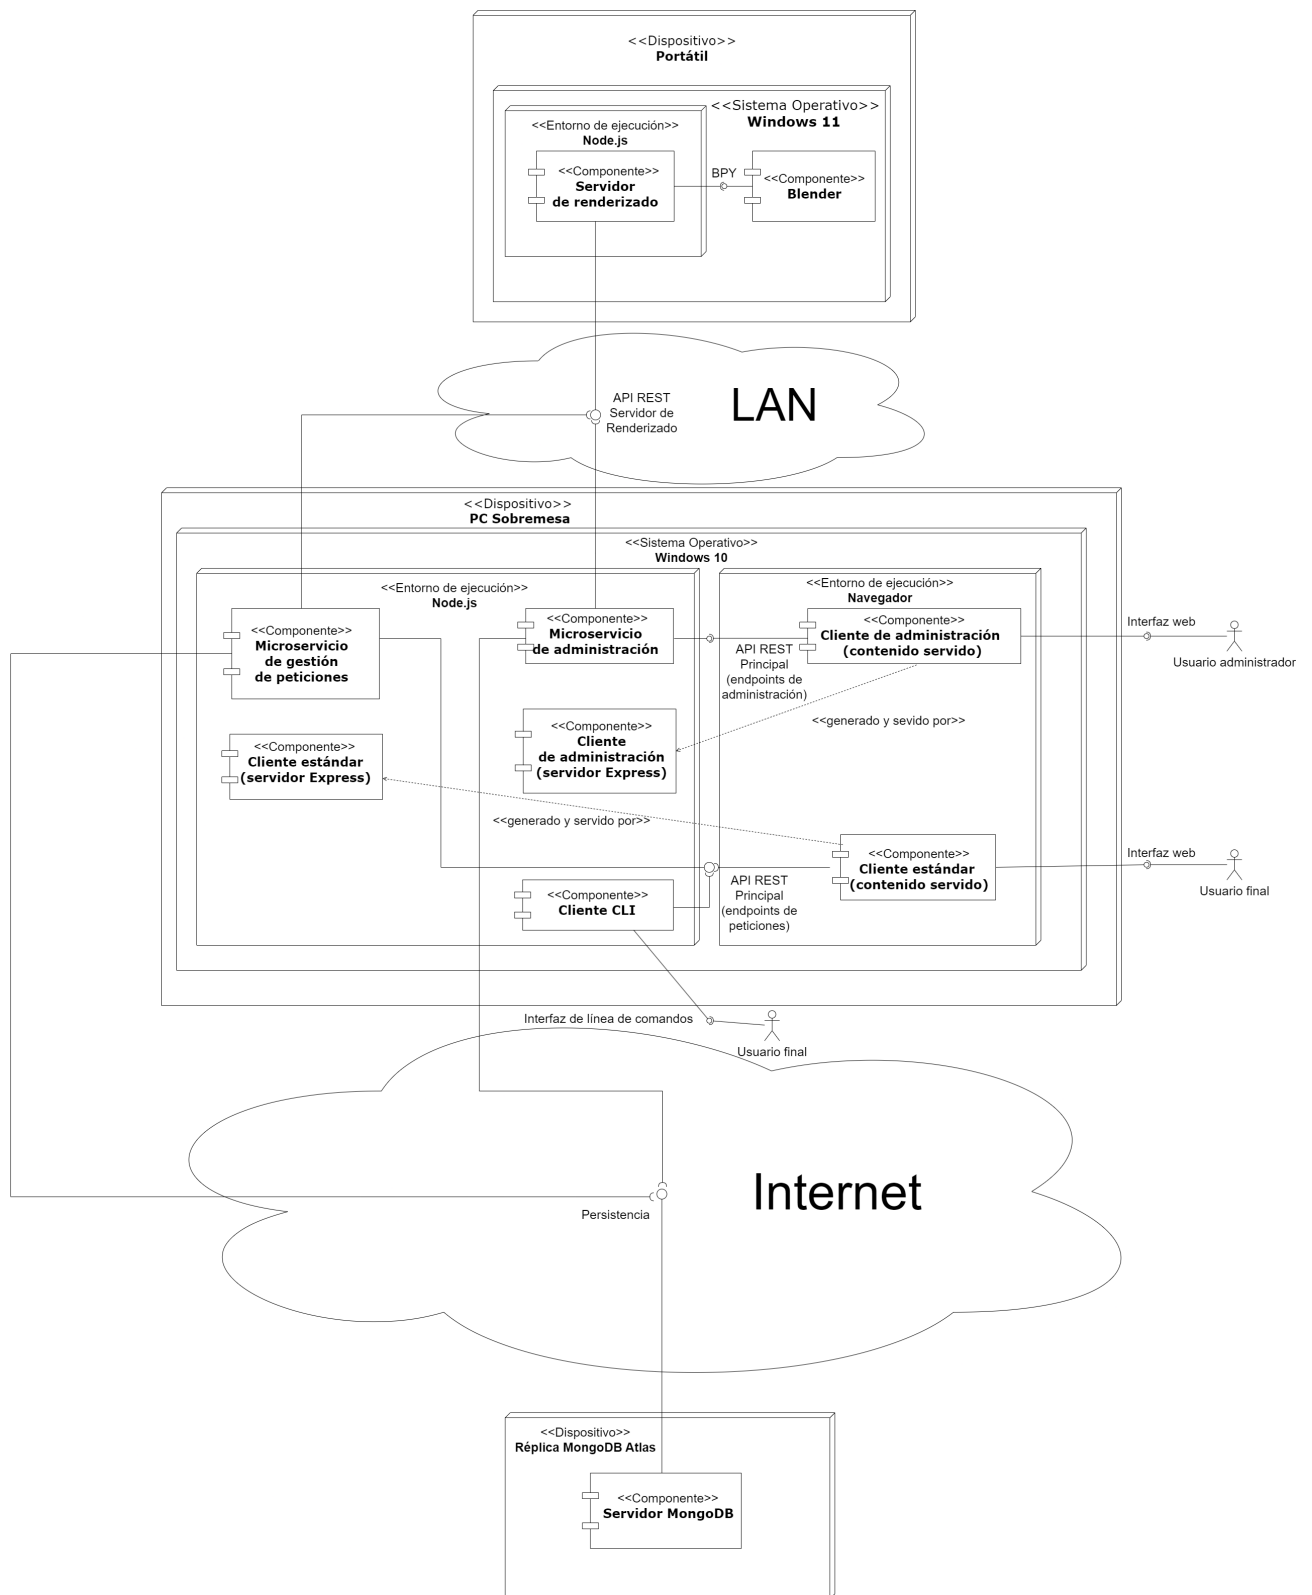 <<Dispositivo>>
Portátil
<<Sistema Operativo>>
Windows 11
<<Entorno de ejecución>>
Node.js
<<Componente>>
Servidor
de renderizado
BPY
<<Componente>>
Blender
API REST
Servidor de
Renderizado
LAN
<<Dispositivo>>
PC Sobremesa
<<Sistema Operativo>>
Windows 10
<<Entorno de ejecución>>
Node.js
<<Entorno de ejecución>>
Navegador
<<Componente>>
Microservicio
de gestión
de peticiones
<<Componente>>
Microservicio
de administración
<<Componente>>
Cliente de administración
(contenido servido)
Interfaz web
Usuario administrador
API REST
Principal
(endpoints de
administración)
<<generado y sevido por>>
<<Componente>>
Cliente
de administración
(servidor Express)
<<Componente>>
Cliente estándar
(servidor Express)
<<generado y servido por>>
<<Componente>>
Cliente estándar
(contenido servido)
Interfaz web
Usuario final
API REST
Principal
(endpoints de
peticiones)
<<Componente>>
Cliente CLI
Interfaz de línea de comandos
Usuario final
Internet
Persistencia
<<Dispositivo>>
Réplica MongoDB Atlas
<<Componente>>
Servidor MongoDB